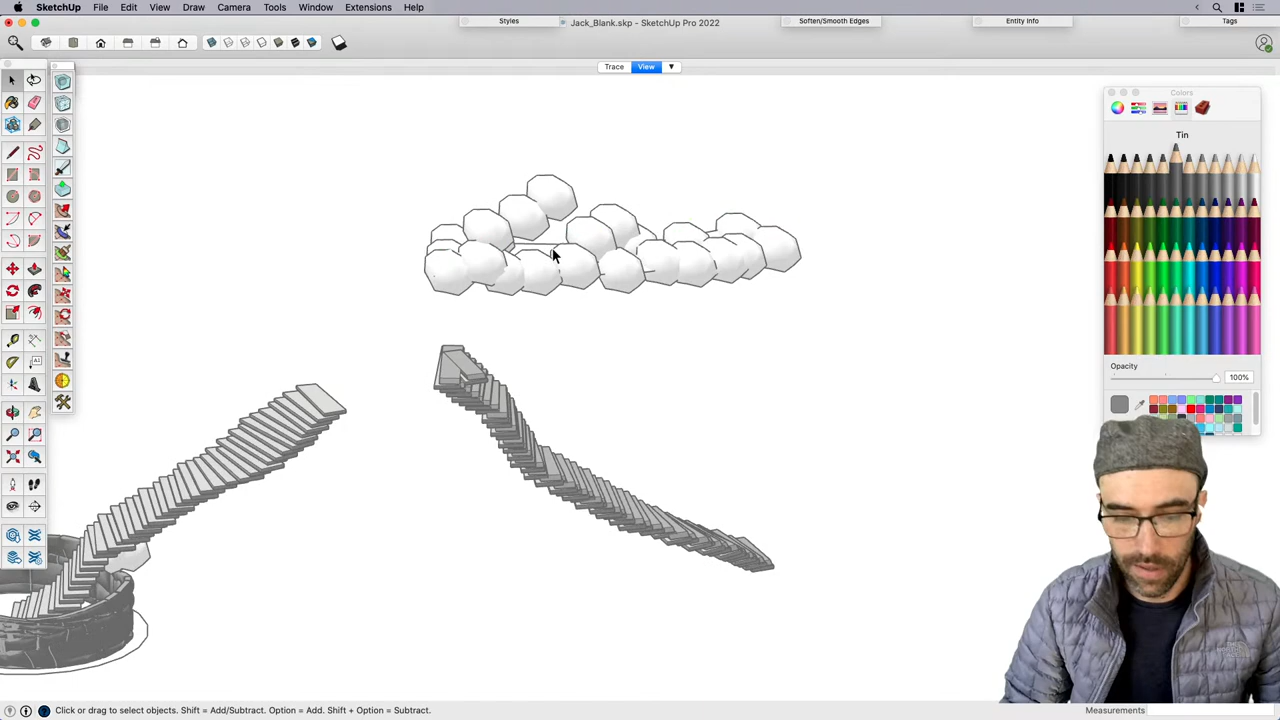 SketchUp File Edit View Draw Camera Tools Window Extensions Help
Styles
Jack_Blank.skp - SketchUp Pro 2022
Soften/Smooth Edges
Entity Info
Tags
Trace View
Colors
Tin
Opacity
100%
Click or drag to select objects. Shift = Add/Subtract. Option = Add. Shift + Option = Subtract.
Measurements